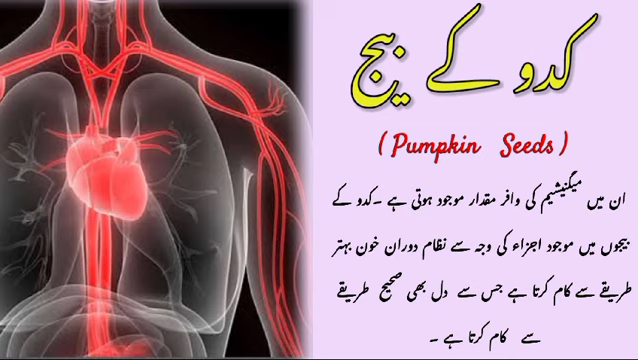 کدو کے بیج
( Pumpkin Seeds )
ان میں میگنیشیم کی وافر مقدار موجود ہوتی ہے ۔کدو کے
بیجوں میں موجود اجزاء کی وجہ سے نظام دوران خون بہتر
طریقے سے کام کرتا ہے جس سے دل بھی صحیح طریقے
سے کام کرتا ہے ۔